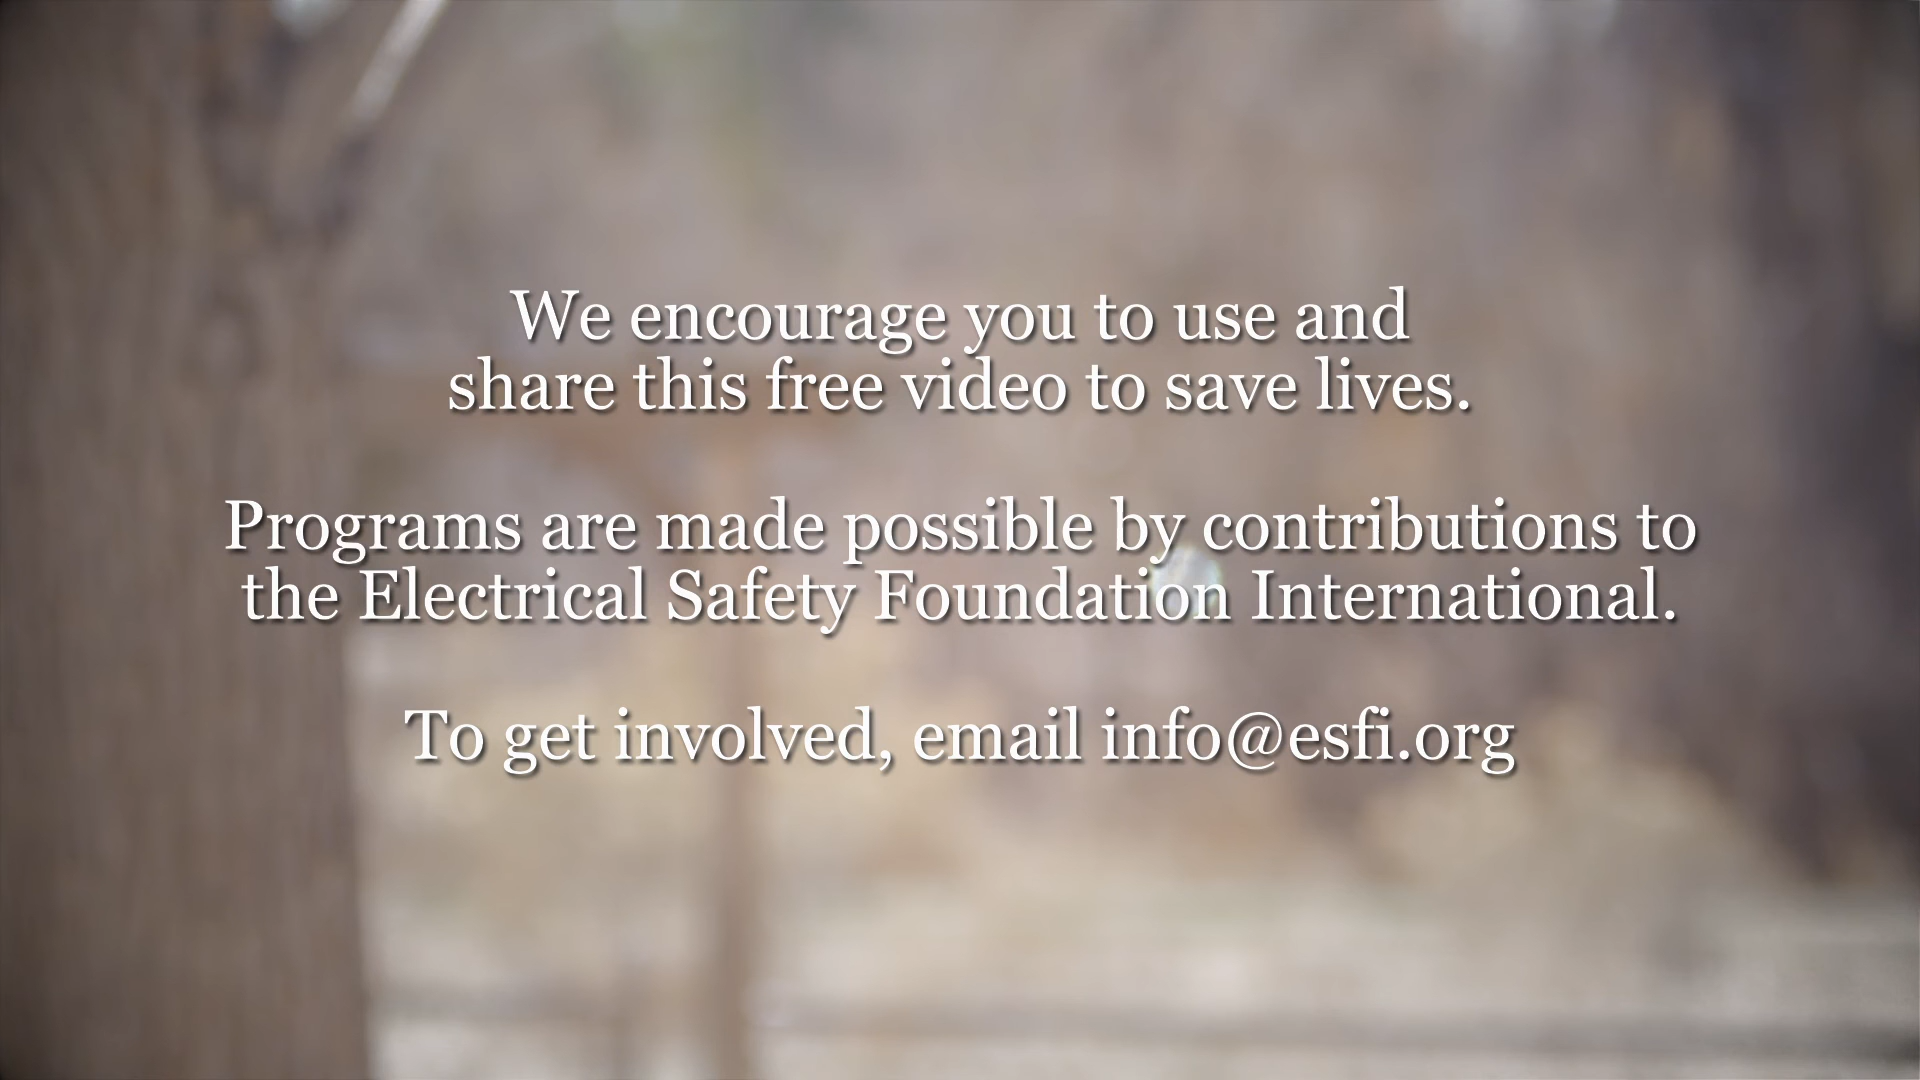 We encourage you to use and
share this free video to save lives.
Programs are made possible by contributions to
the Electrical Safety Foundation International.
To get involved, email info@esfi.org